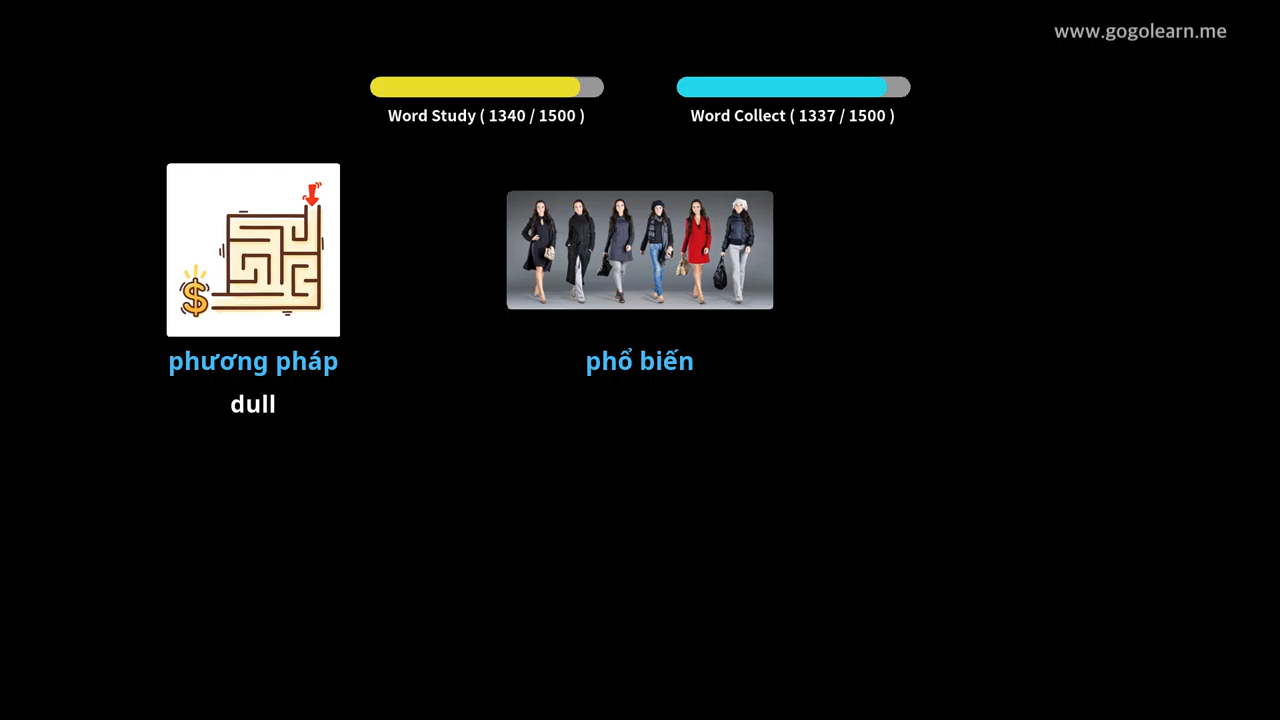 www.gogolearn.me
Word Study ( 1340 / 1500 )
Word Collect ( 1337 / 1500 )
phương pháp
phổ biến
dull